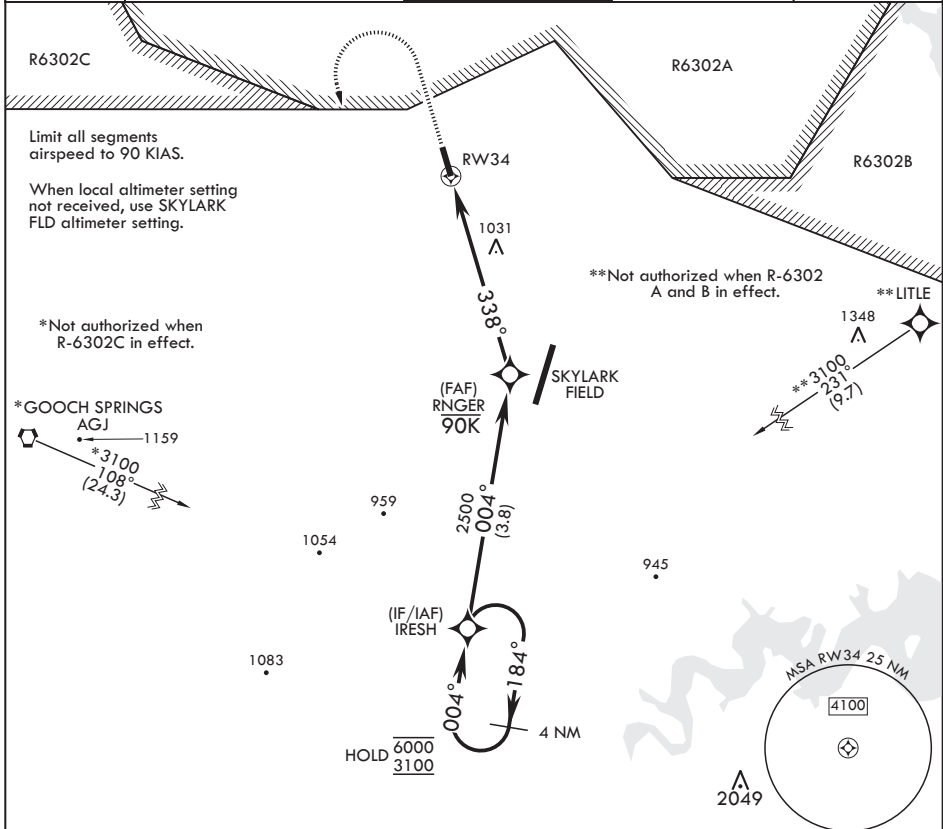 R6302C
R6302A
R6302B
Limit all segments
airspeed to 90 KIAS.
When local altimeter setting
not received, use SKYLARK
FLD altimeter setting.
RW34
1031
338°
**Not authorized when R-6302
A and B in effect.
**LITLE
1348
**3100
231°
(9.7)
*Not authorized when
R-6302C in effect.
*GOOCH SPRINGS
AGJ
1159
*3100
108°
(24.3)
(FAF)
RNGER
90K
SKYLARK
FIELD
2500
004°
(3.8)
959
1054
945
(IF/IAF)
IRESH
1083
004°
184°
4 NM
HOLD 6000
3100
MSA RW34 25 NM
4100
2049